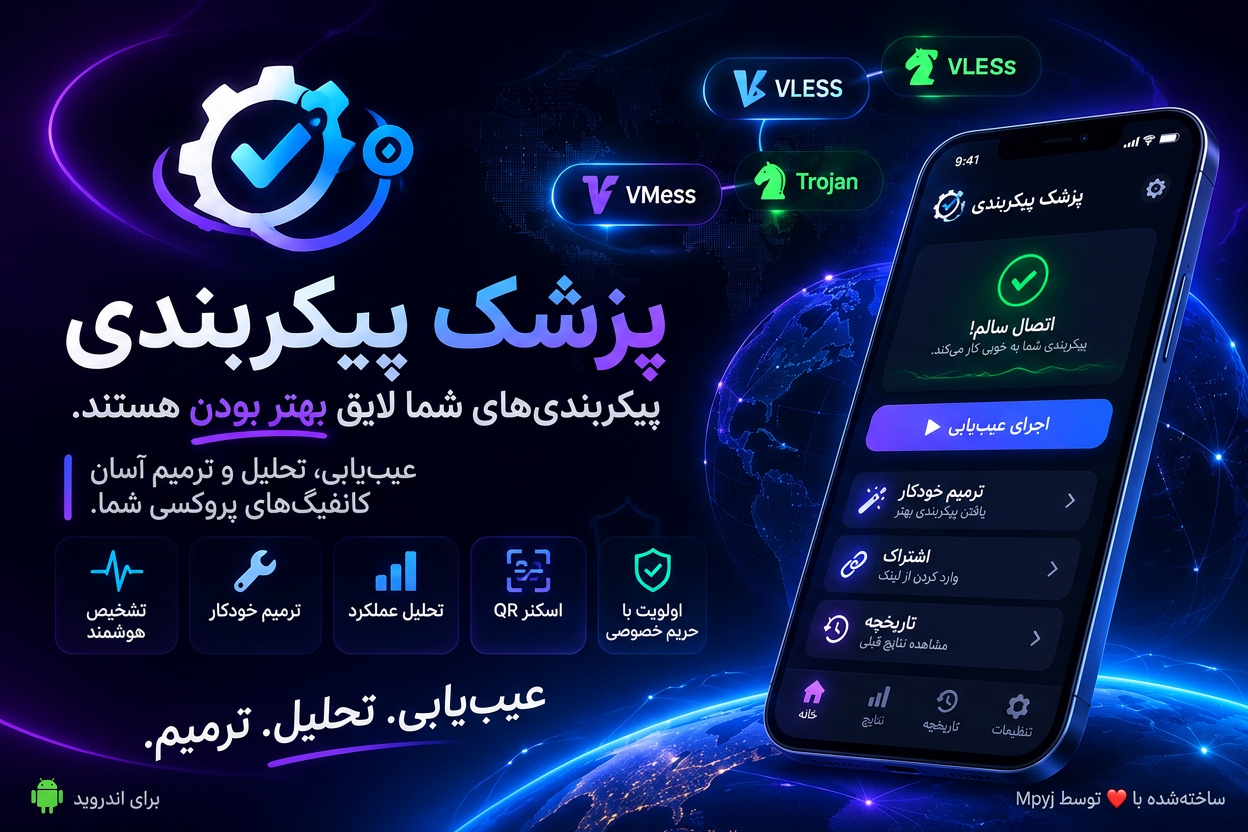 VLESS
VLESs
VMess
Trojan
پزشک پیکربندی
پیکربندی‌های شما لایق بهتر بودن هستند.
عیب‌یابی، تحلیل و ترمیم آسان
کانفیگ‌های پروکسی شما.
اولویت با
حریم خصوصی
اسکنر QR
تحلیل عملکرد
ترمیم خودکار
تشخیص
هوشمند
عیب‌یابی. تحلیل. ترمیم.
برای اندروید
9:41
پزشک پیکربندی
اتصال سالم!
پیکربندی شما به خوبی کار می‌کند.
اجرای عیب‌یابی
ترمیم خودکار
یافتن پیکربندی بهتر
اشتراک
وارد کردن از لینک
تاریخچه
مشاهده نتایج قبلی
خانه
نتایج
تاریخچه
تنظیمات
ساخته‌شده با ❤️ توسط Mpyj